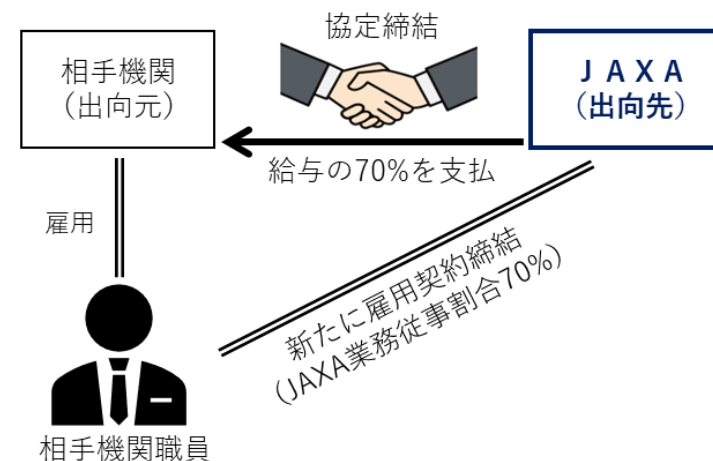 協定締結
相手機関
（出向元）
ＪＡＸＡ
（出向先）
給与の70%を支払
雇用
新たに雇用契約締結
（JAXA業務従事割合70%）
相手機関職員